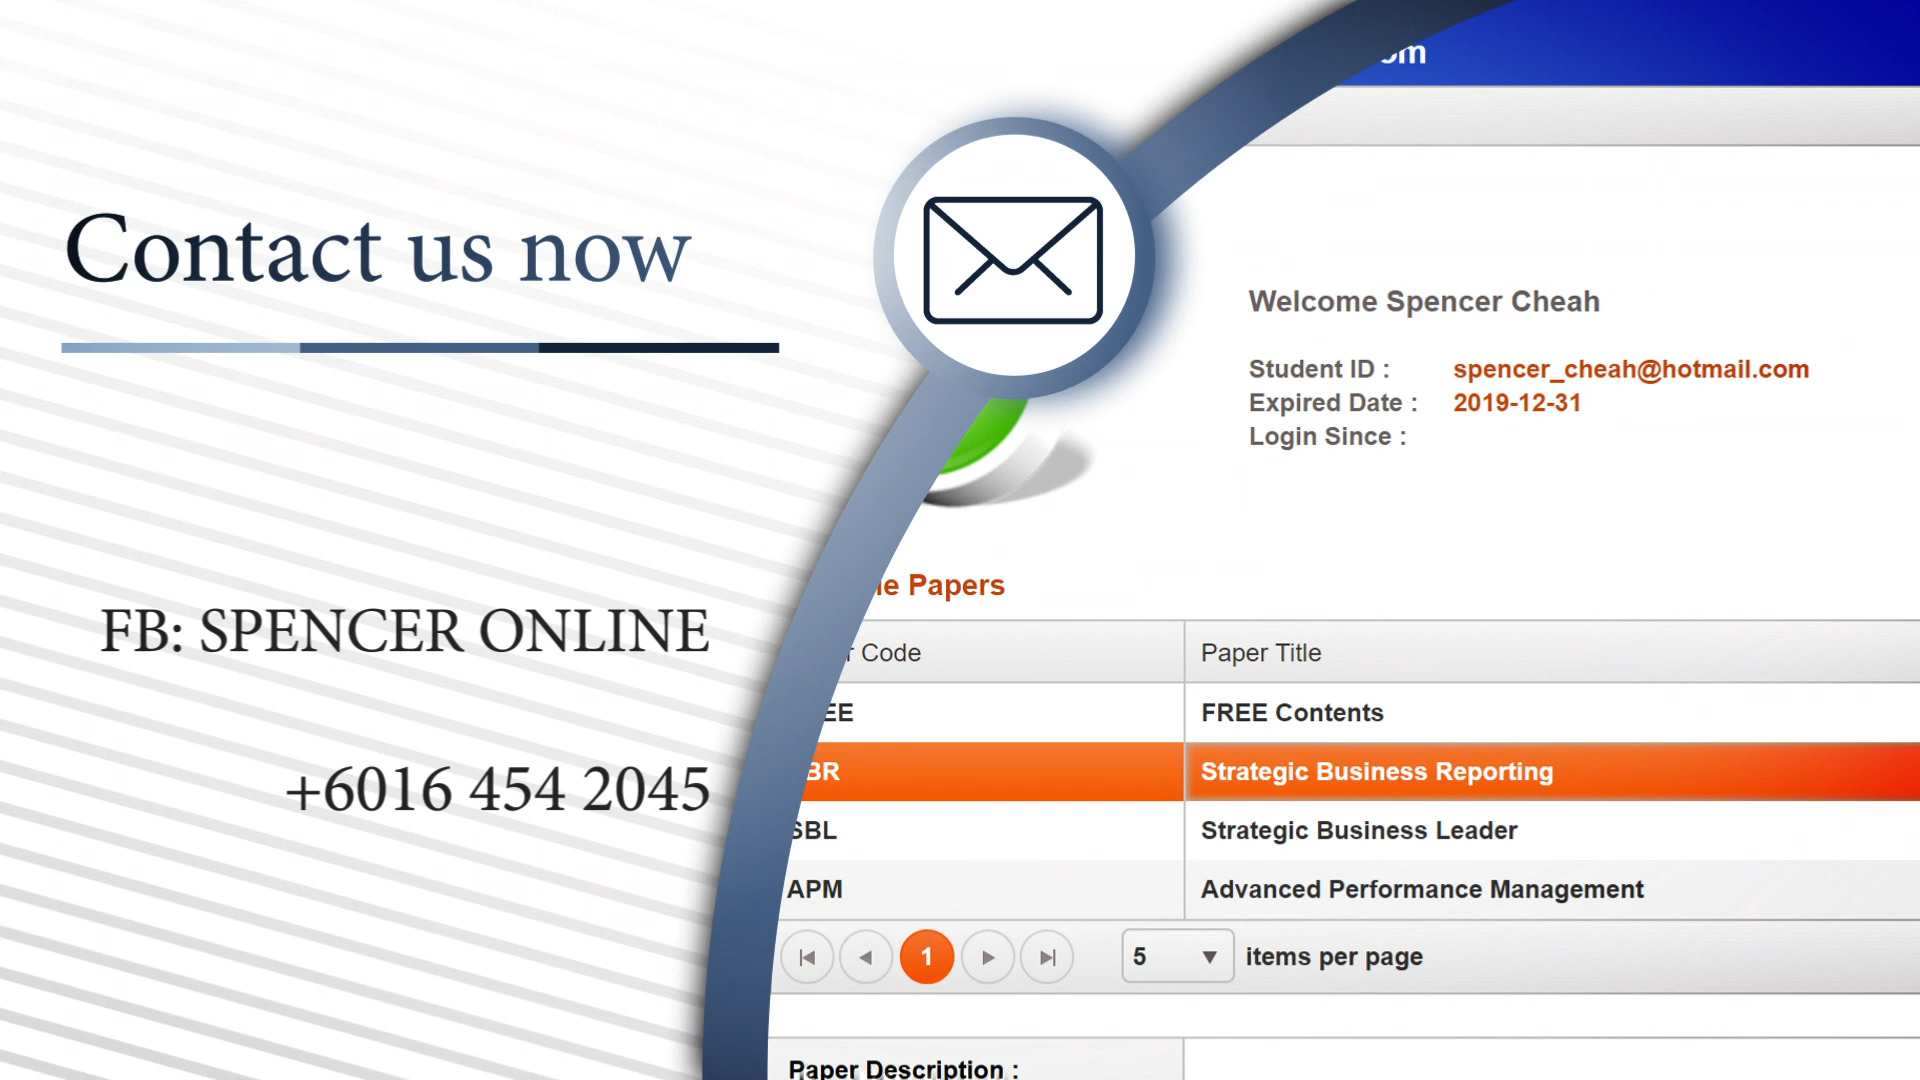 Contact us now
FB: SPENCER ONLINE
+6016 454 2045
Welcome Spencer Cheah
Student ID : spencer_cheah@hotmail.com
Expired Date : 2019-12-31
Login Since :
Papers
Code Paper Title
FREE Contents
Strategic Business Reporting
SBL Strategic Business Leader
APM Advanced Performance Management
1 5 items per page
Paper Description :